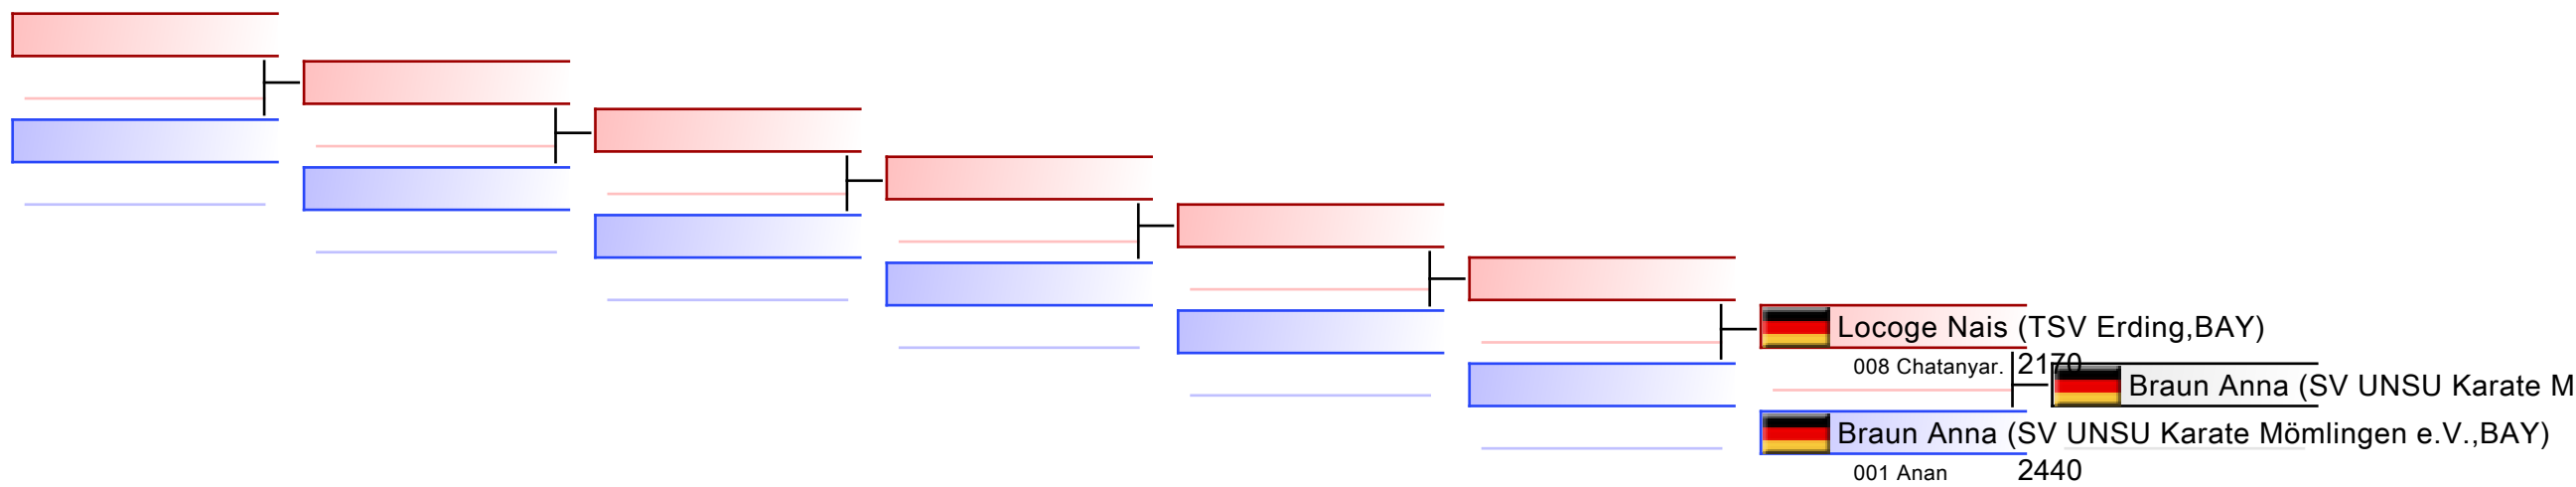 Locoge Nais (TSV Erding,BAY)
008 Chatanyar. 2170
Braun Anna (SV UNSU Karate M
Braun Anna (SV UNSU Karate Mömlingen e.V.,BAY)
001 Anan 2440